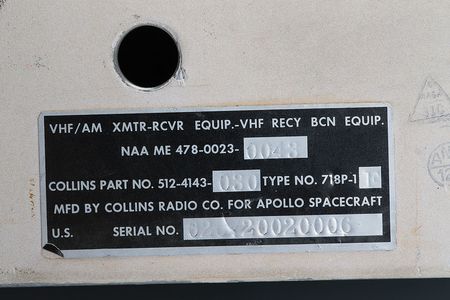 VHF/AM XMTR-RCVR EQUIP.-VHF RECY BCN EQUIP.
NAA ME 478-0023-0043
COLLINS PART NO. 512-4143-030 TYPE NO. 718P-1
MFD BY COLLINS RADIO CO. FOR APOLLO SPACECRAFT
U.S. SERIAL NO.